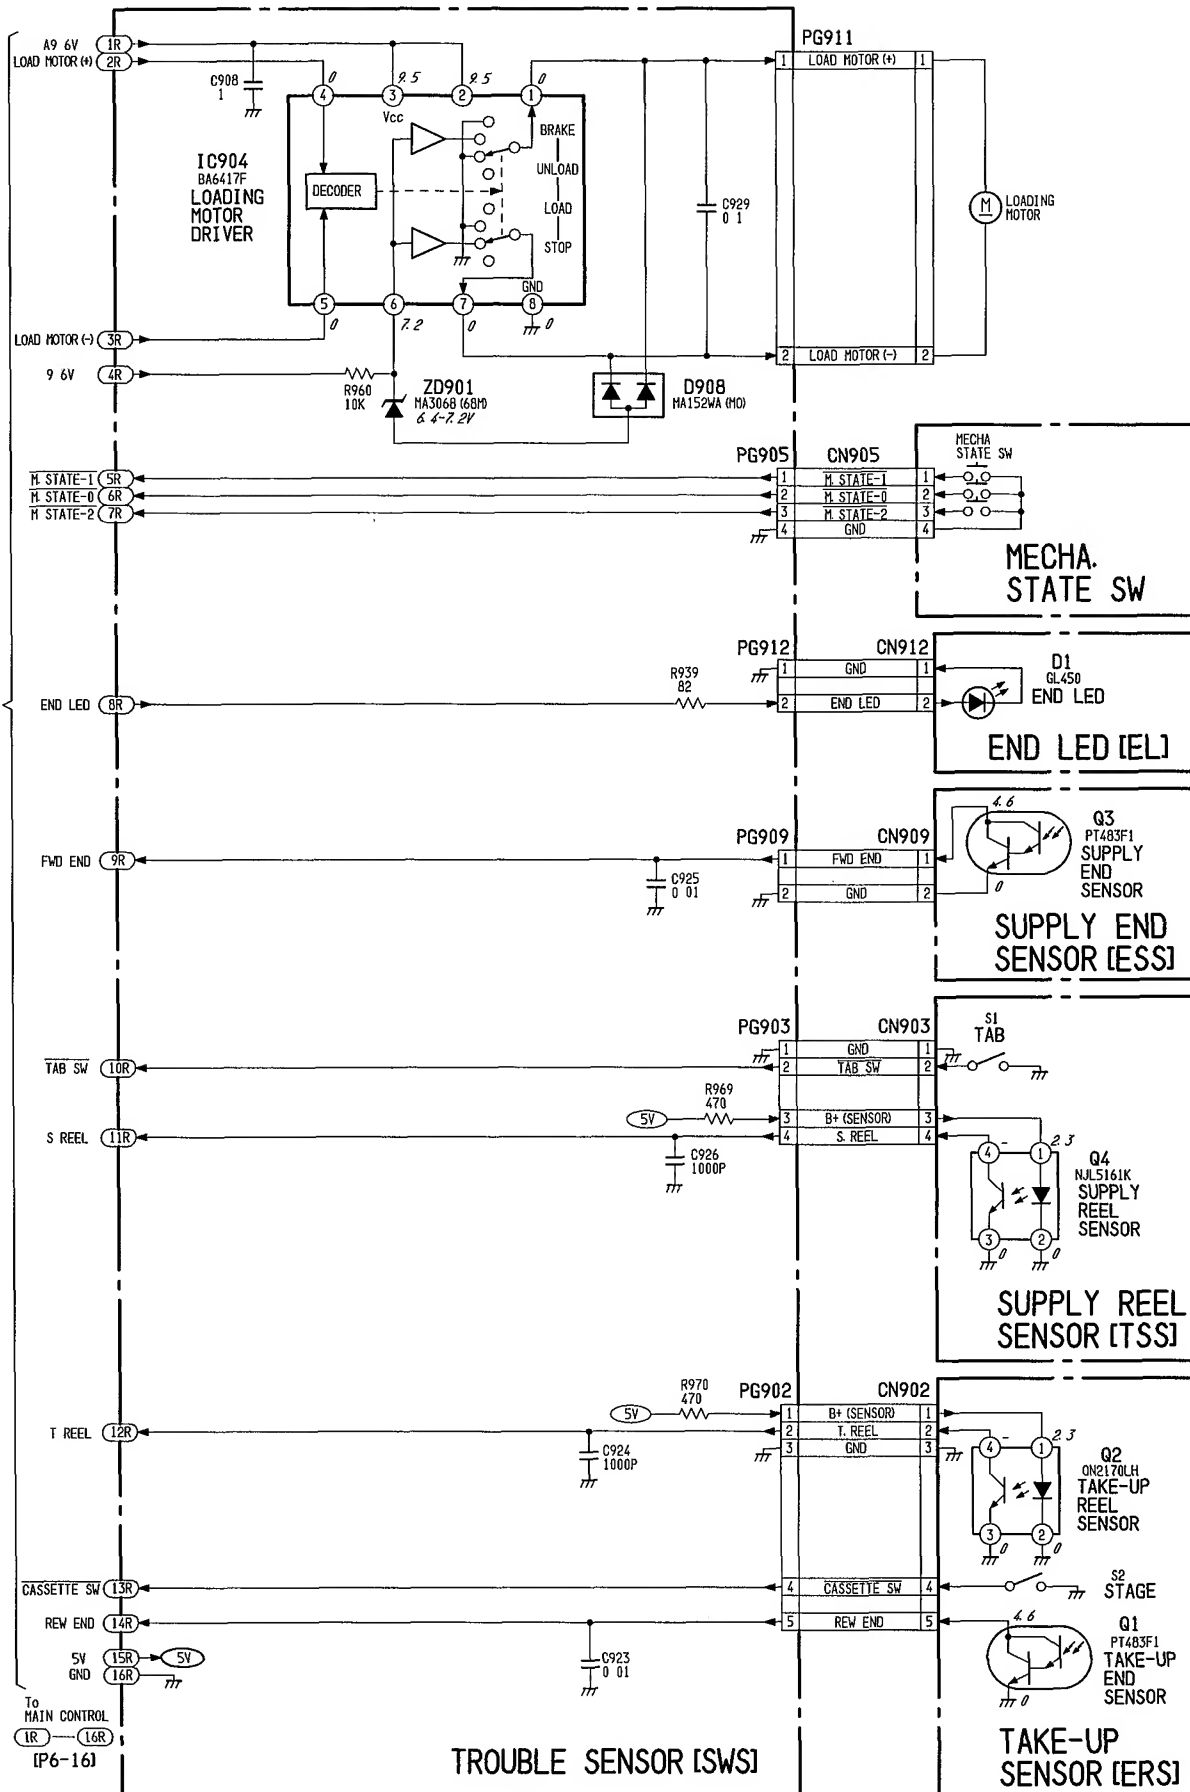 A9 6V 1R
LOAD MOTOR (+) 2R
C908
1
0
9.5
9.5
0
4
3
2
1
Vcc
IC904
BA6417F
LOADING
MOTOR
DRIVER
DECODER
BRAKE
UNLOAD
LOAD
STOP
GND
5
6
7
8
0
7.2
0
0
LOAD MOTOR (-) 3R
9 6V 4R
R960
10K
ZD901
MA3068 (68M)
6.4-7.2V
D908
MA152WA (MO)
C929
0 1
PG911
1 LOAD MOTOR (+) 1
2 LOAD MOTOR (-) 2
M
LOADING
MOTOR
M. STATE-1 5R
M. STATE-0 6R
M. STATE-2 7R
PG905 CN905
1 M. STATE-1 1
2 M. STATE-0 2
3 M. STATE-2 3
4 GND 4
MECHA
STATE SW
MECHA.
STATE SW
END LED 8R
R939
82
PG912 CN912
1 GND 1
2 END LED 2
D1
GL450
END LED
END LED [EL]
FWD END 9R
C925
0 01
PG909 CN909
1 FWD END 1
2 GND 2
4.6
0
Q3
PT483F1
SUPPLY
END
SENSOR
SUPPLY END
SENSOR [ESS]
TAB SW 10R
S REEL 11R
PG903 CN903
1 GND 1
2 TAB SW 2
3 B+ (SENSOR) 3
4 S. REEL 4
5V
R969
470
C926
1000P
S1
TAB
4
-
1
2.3
3
0
2
0
Q4
NJL5161K
SUPPLY
REEL
SENSOR
SUPPLY REEL
SENSOR [TSS]
T REEL 12R
5V
R970
470
C924
1000P
PG902 CN902
1 B+ (SENSOR) 1
2 T. REEL 2
3 GND 3
4 CASSETTE SW 4
5 REW END 5
4
-
1
2.3
3
0
2
0
Q2
ON2170LH
TAKE-UP
REEL
SENSOR
CASSETTE SW 13R
REW END 14R
5V 15R 5V
GND 16R
C923
0 01
S2
STAGE
4.6
0
Q1
PT483F1
TAKE-UP
END
SENSOR
To
MAIN CONTROL
1R — 16R
[P6-16]
TROUBLE SENSOR [SWS]
TAKE-UP
SENSOR [ERS]